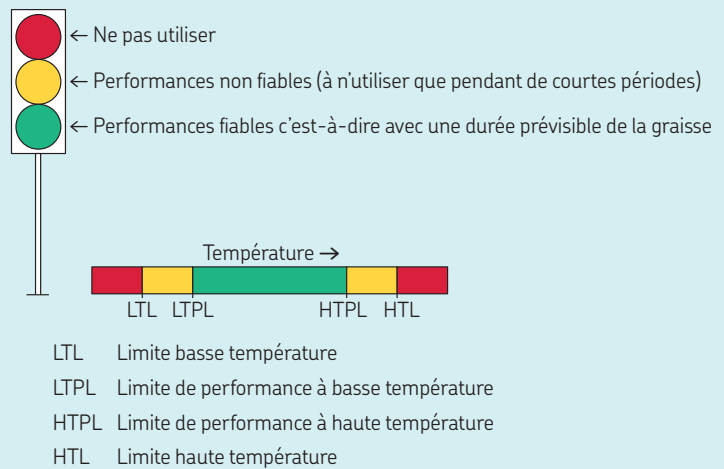 ← Ne pas utiliser
← Performances non fiables (à n'utiliser que pendant de courtes périodes)
← Performances fiables c'est-à-dire avec une durée prévisible de la graisse
Température →
LTL LTPL HTPL HTL
LTL Limite basse température
LTPL Limite de performance à basse température
HTPL Limite de performance à haute température
HTL Limite haute température